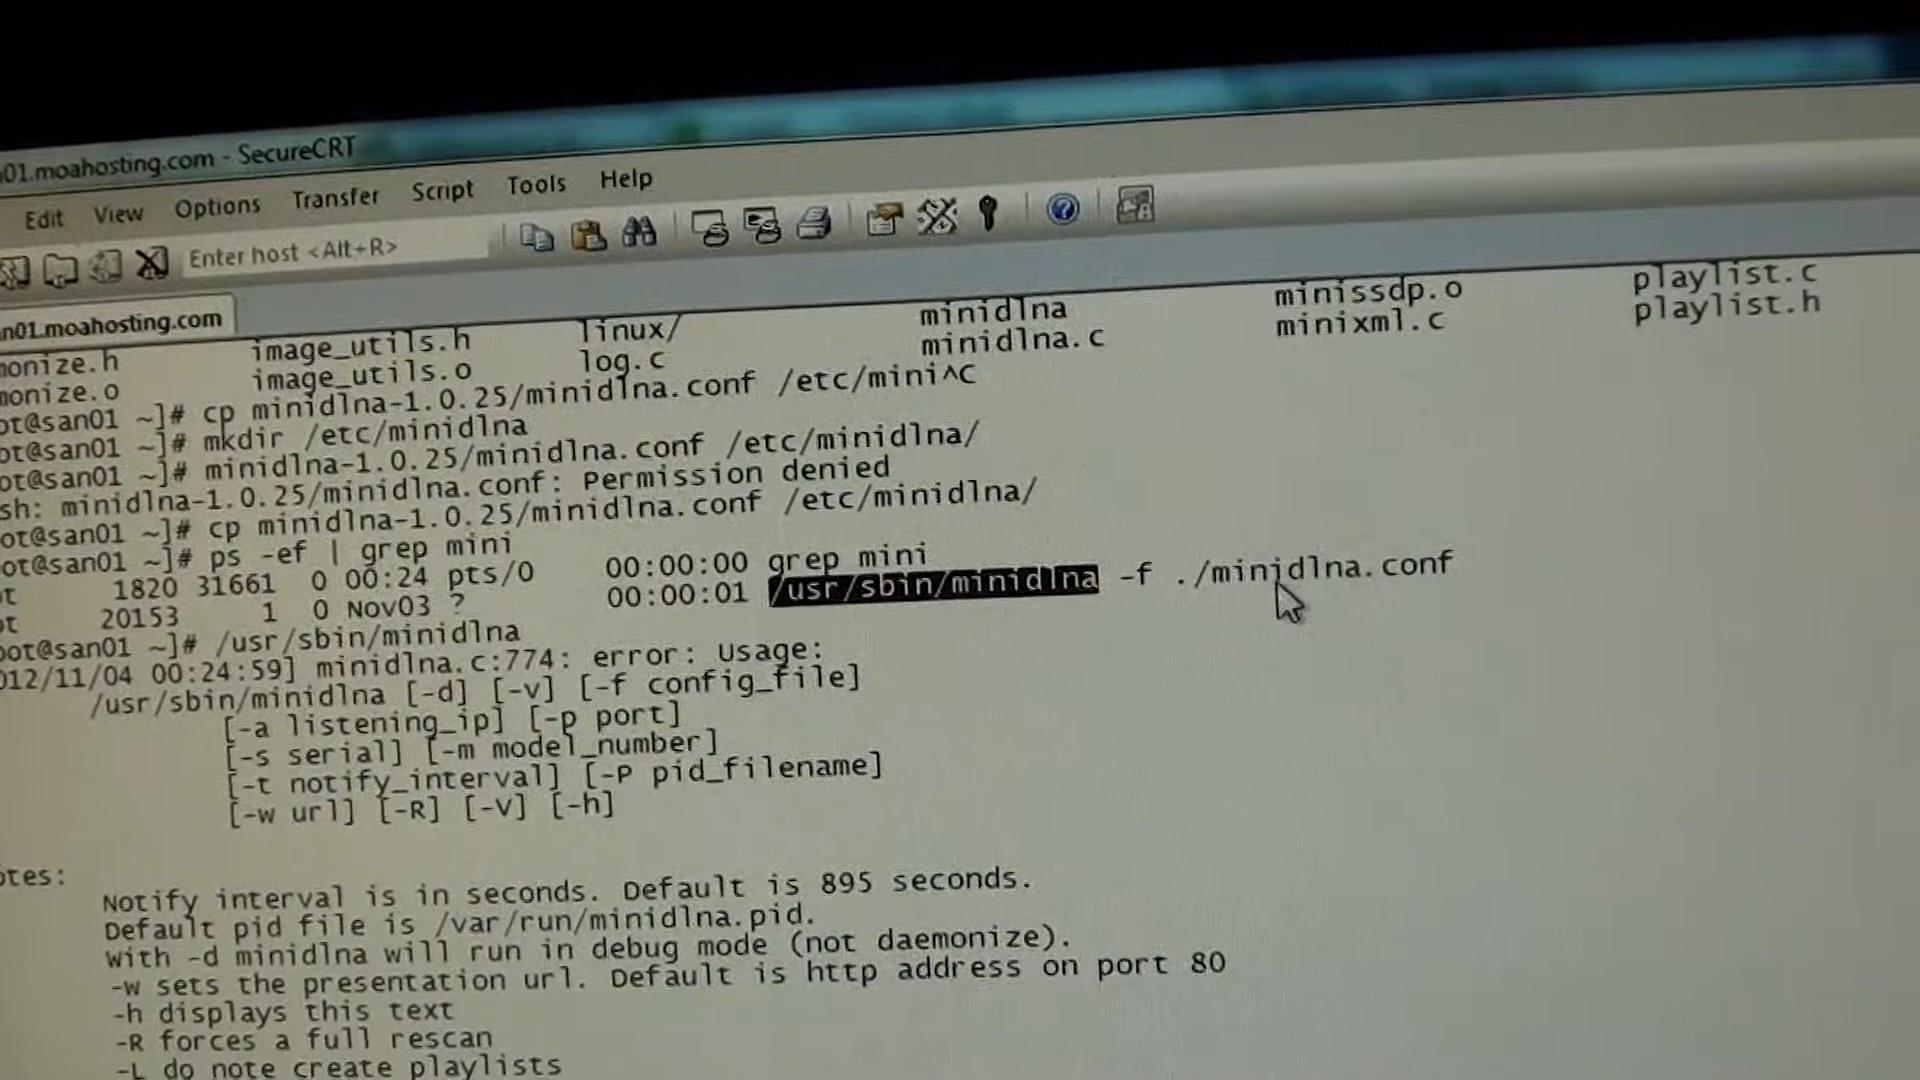 01.moahosting.com - SecureCRT
Edit View Options Transfer Script Tools Help
Enter host <Alt+R>
n01.moahosting.com
monize.h image_utils.h linux/ minidlna minissdp.o playlist.c
monize.o image_utils.o log.c minidlna.c minixml.c playlist.h
ot@san01 ~]# cp minidlna-1.0.25/minidlna.conf /etc/mini^C
ot@san01 ~]# mkdir /etc/minidlna
ot@san01 ~]# minidlna-1.0.25/minidlna.conf /etc/minidlna/
sh: minidlna-1.0.25/minidlna.conf: Permission denied
ot@san01 ~]# cp minidlna-1.0.25/minidlna.conf /etc/minidlna/
ot@san01 ~]# ps -ef | grep mini
ot 1820 31661 0 00:24 pts/0 00:00:00 grep mini
ot 20153 1 0 Nov03 ? 00:00:01 /usr/sbin/minidlna -f ./minidlna.conf
oot@san01 ~]# /usr/sbin/minidlna
012/11/04 00:24:59] minidlna.c:774: error: Usage:
/usr/sbin/minidlna [-d] [-v] [-f config_file]
[-a listening_ip] [-p port]
[-s serial] [-m model_number]
[-t notify_interval] [-P pid_filename]
[-w url] [-R] [-V] [-h]
otes:
Notify interval is in seconds. Default is 895 seconds.
Default pid file is /var/run/minidlna.pid.
With -d minidlna will run in debug mode (not daemonize).
-w sets the presentation url. Default is http address on port 80
-h displays this text
-R forces a full rescan
-L do note create playlists